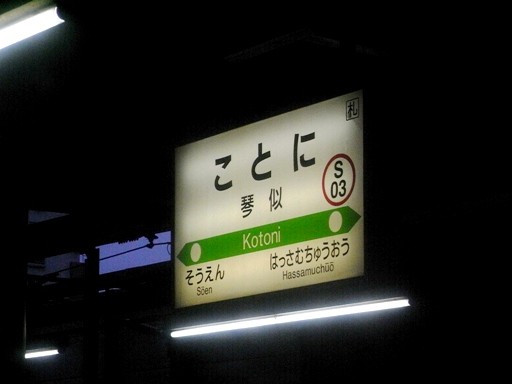 札
ことに
S
03
琴似
Kotoni
そうえん
Sōen
はっさむちゅうおう
Hassamuchūō